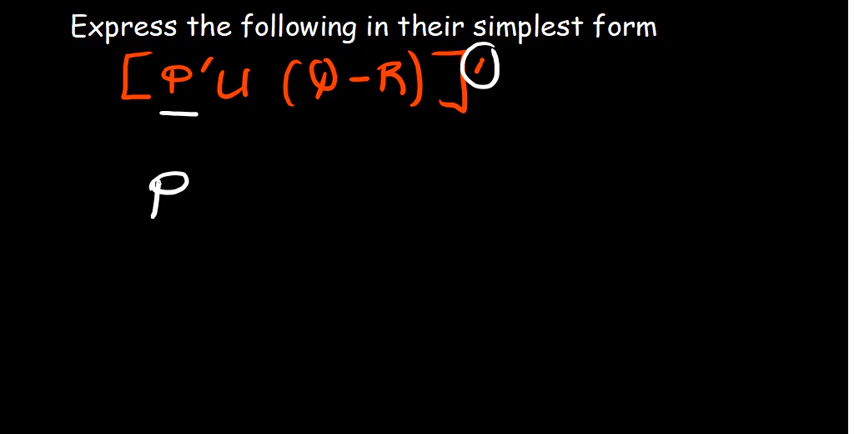 Express the following in their simplest form
[P'∪ (Q-R)]'
P